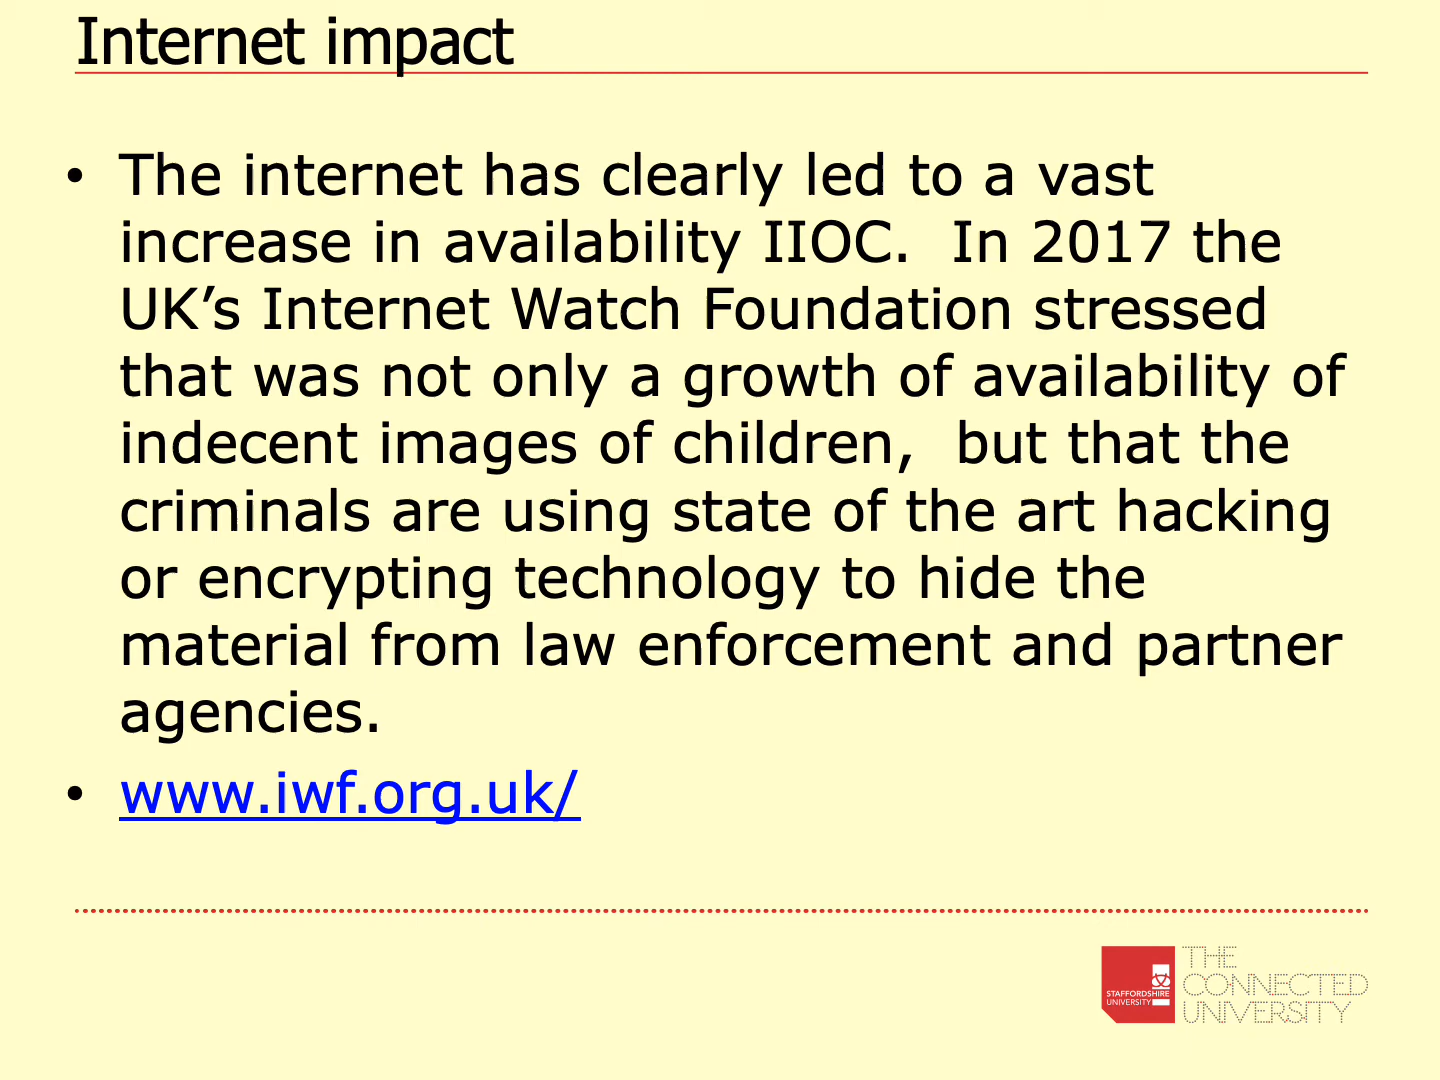 Internet impact
• The internet has clearly led to a vast
increase in availability IIOC.  In 2017 the
UK’s Internet Watch Foundation stressed
that was not only a growth of availability of
indecent images of children,  but that the
criminals are using state of the art hacking
or encrypting technology to hide the
material from law enforcement and partner
agencies.
• www.iwf.org.uk/
STAFFORDSHIRE
UNIVERSITY
THE
CONNECTED
UNIVERSITY